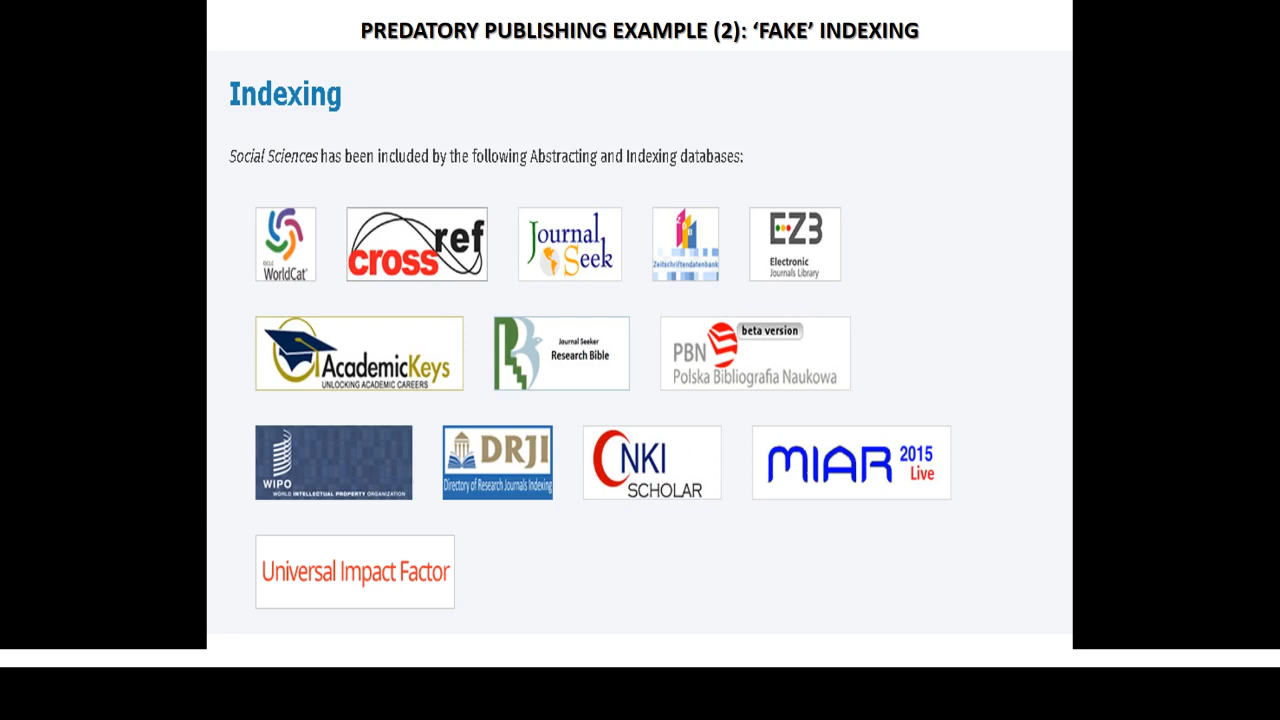 PREDATORY PUBLISHING EXAMPLE (2): ‘FAKE’ INDEXING
Indexing
Social Sciences has been included by the following Abstracting and Indexing databases:
OCLC
WorldCat
crossref
Journal Seek
Zeitschriftendatenbank
EZ3
Electronic
Journals Library
AcademicKeys
UNLOCKING ACADEMIC CAREERS
Journal Seeker
Research Bible
PBN beta version
Polska Bibliografia Naukowa
WIPO
WORLD INTELLECTUAL PROPERTY ORGANIZATION
DRJI
Directory of Research Journals Indexing
CNKI
SCHOLAR
MIAR 2015
Live
Universal Impact Factor